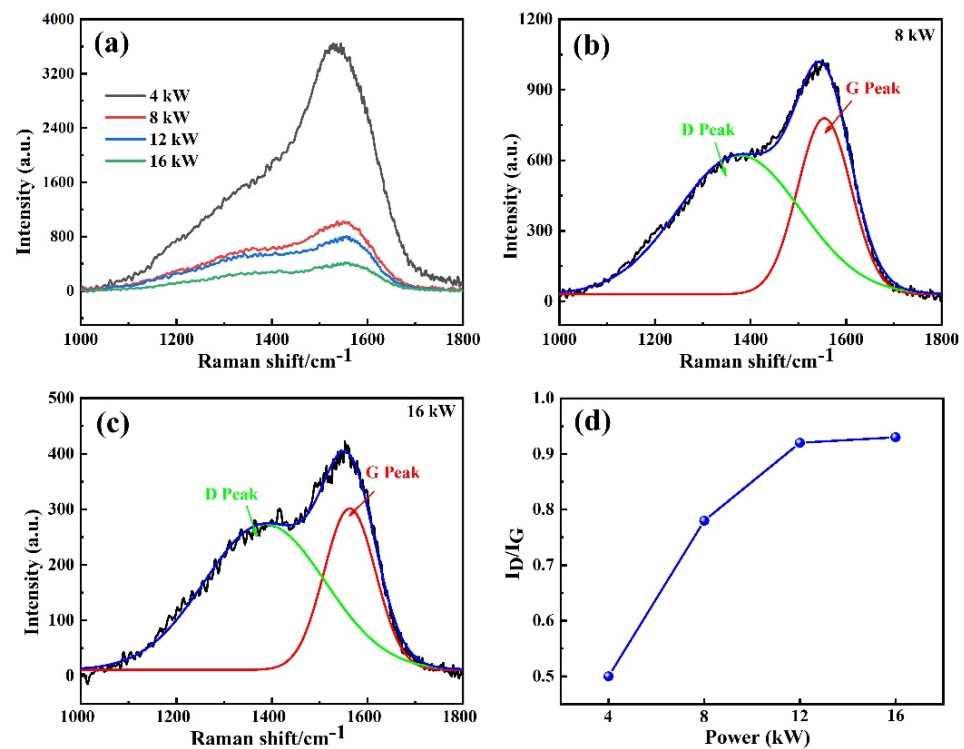 (a)
4 kW
8 kW
12 kW
16 kW
Intensity (a.u.)
4000
3200
2400
1600
800
0
1000 1200 1400 1600 1800
Raman shift/cm-1
(b)
8 kW
G Peak
D Peak
Intensity (a.u.)
1200
900
600
300
0
1000 1200 1400 1600 1800
Raman shift/cm-1
(c)
16 kW
G Peak
D Peak
Intensity (a.u.)
500
400
300
200
100
0
1000 1200 1400 1600 1800
Raman shift/cm-1
(d)
ID/IG
1.0
0.9
0.8
0.7
0.6
0.5
4 8 12 16
Power (kW)